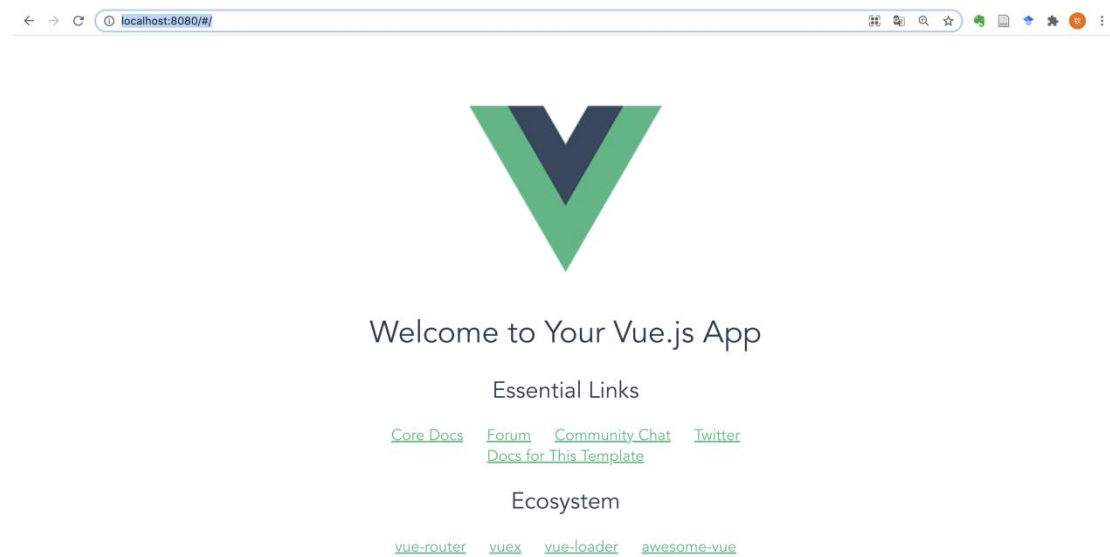 localhost:8080/#/
Welcome to Your Vue.js App
Essential Links
Core Docs Forum Community Chat Twitter
Docs for This Template
Ecosystem
vue-router vuex vue-loader awesome-vue